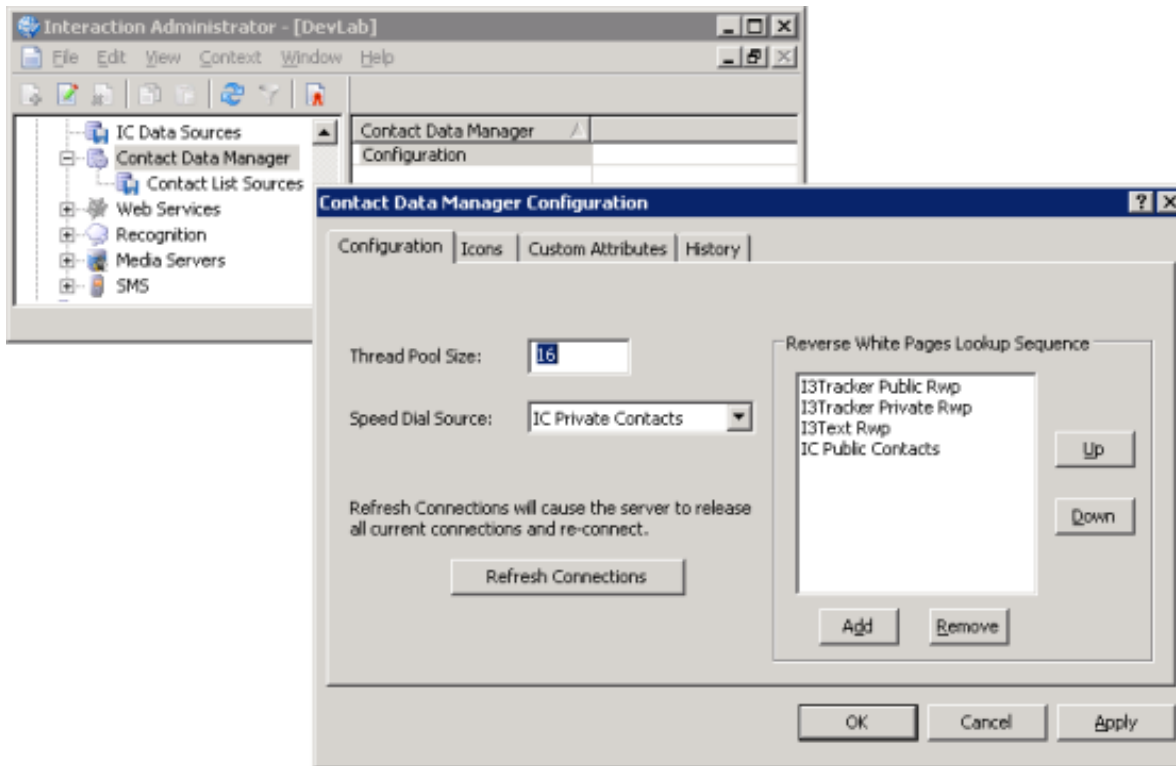 Interaction Administrator - [DevLab]
File Edit View Context Window Help
IC Data Sources
Contact Data Manager
Contact List Sources
Web Services
Recognition
Media Servers
SMS
Contact Data Manager
Configuration
Contact Data Manager Configuration
Configuration Icons Custom Attributes History
Thread Pool Size: 16
Speed Dial Source: IC Private Contacts
Refresh Connections will cause the server to release
all current connections and re-connect.
Refresh Connections
Reverse White Pages Lookup Sequence
I3Tracker Public Rwp
I3Tracker Private Rwp
I3Text Rwp
IC Public Contacts
Up
Down
Add Remove
OK Cancel Apply